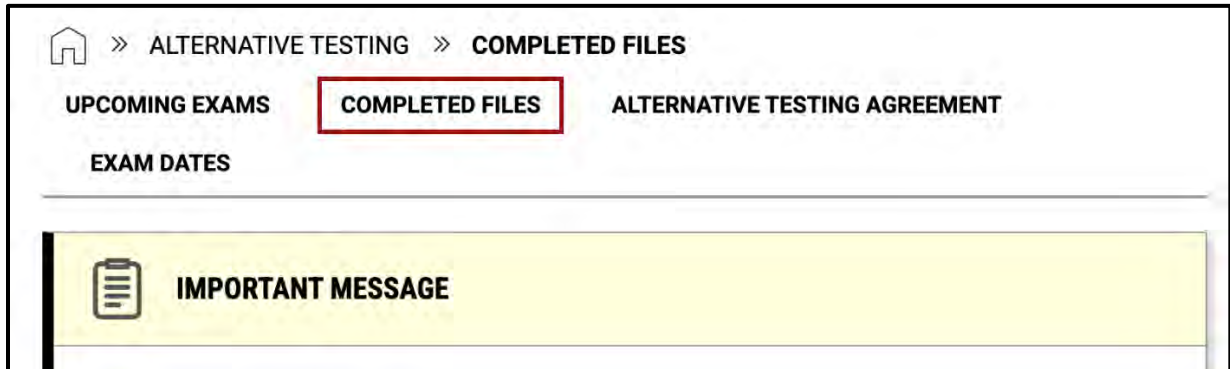 » ALTERNATIVE TESTING » COMPLETED FILES
UPCOMING EXAMS COMPLETED FILES ALTERNATIVE TESTING AGREEMENT
EXAM DATES
IMPORTANT MESSAGE